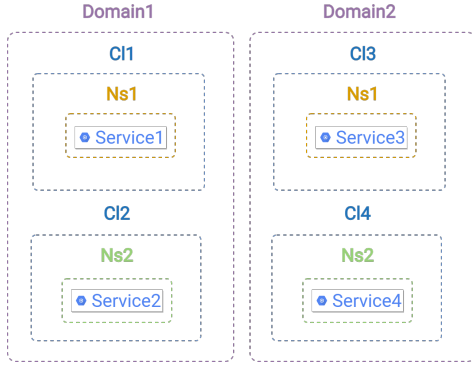 Domain1
Domain2
Cl1
Cl3
Ns1
Ns1
Service1
Service3
Cl2
Cl4
Ns2
Ns2
Service2
Service4